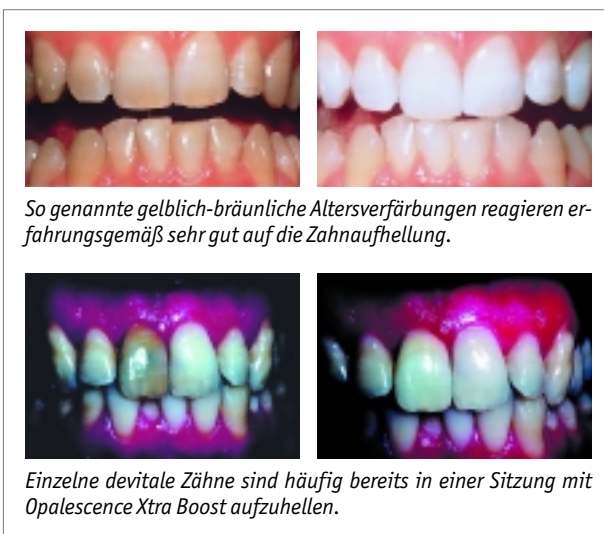 So genannte gelblich-bräunliche Altersverfärbungen reagieren er-
fahrungsgemäß sehr gut auf die Zahnaufhellung.
Einzelne devitale Zähne sind häufig bereits in einer Sitzung mit
Opalescence Xtra Boost aufzuhellen.